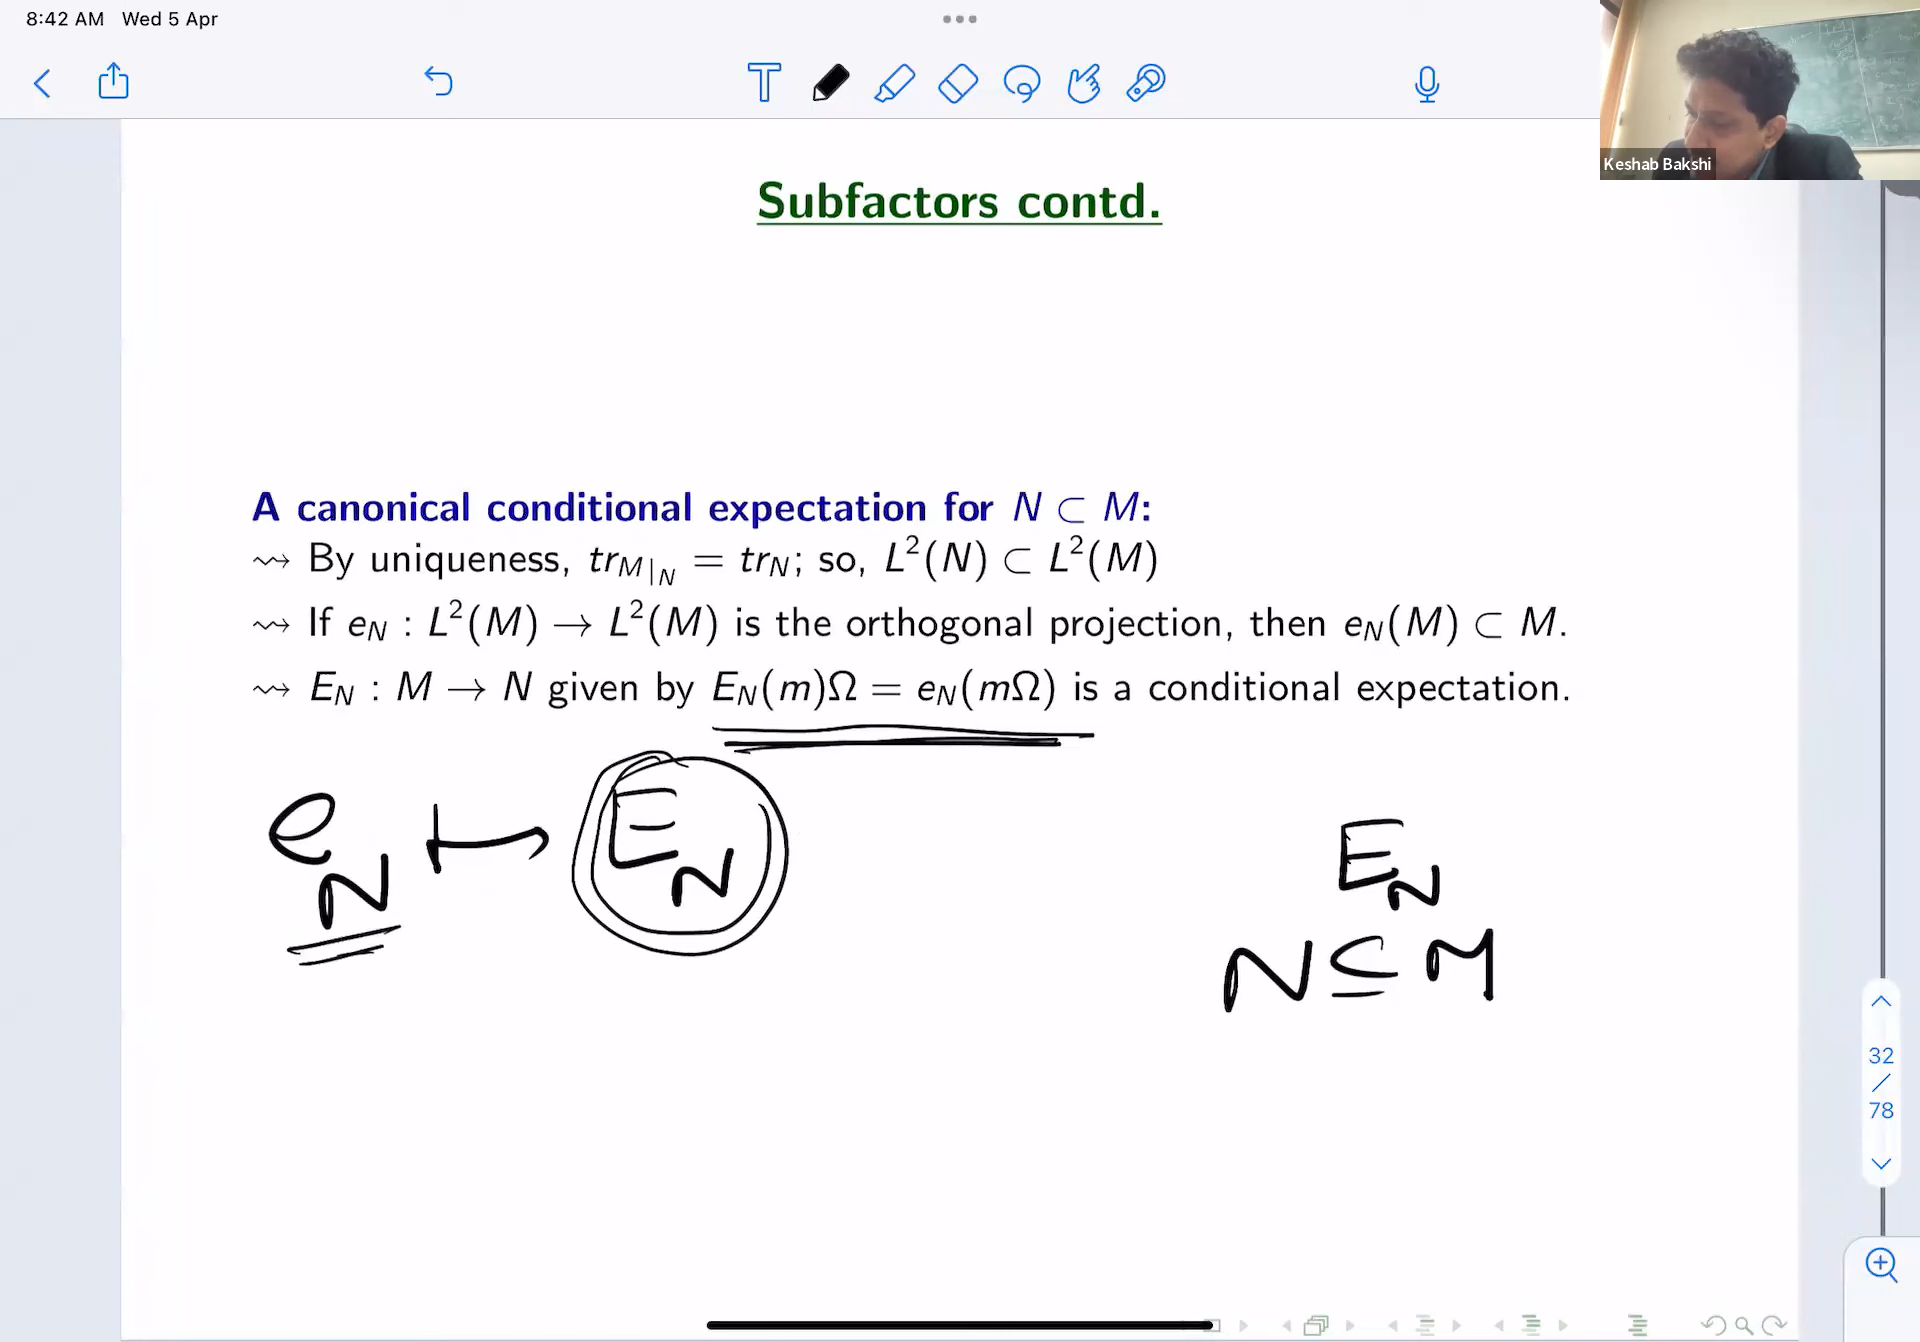 8:42 AM Wed 5 Apr
Keshab Bakshi
Subfactors contd.
A canonical conditional expectation for N ⊂ M:
⇝ By uniqueness, tr_{M|_N} = tr_N; so, L²(N) ⊂ L²(M)
⇝ If e_N : L²(M) → L²(M) is the orthogonal projection, then e_N(M) ⊂ M.
⇝ E_N : M → N given by E_N(m)Ω = e_N(mΩ) is a conditional expectation.
e_N ↦ E_N
E_N
N ⊆ M
32
/
78